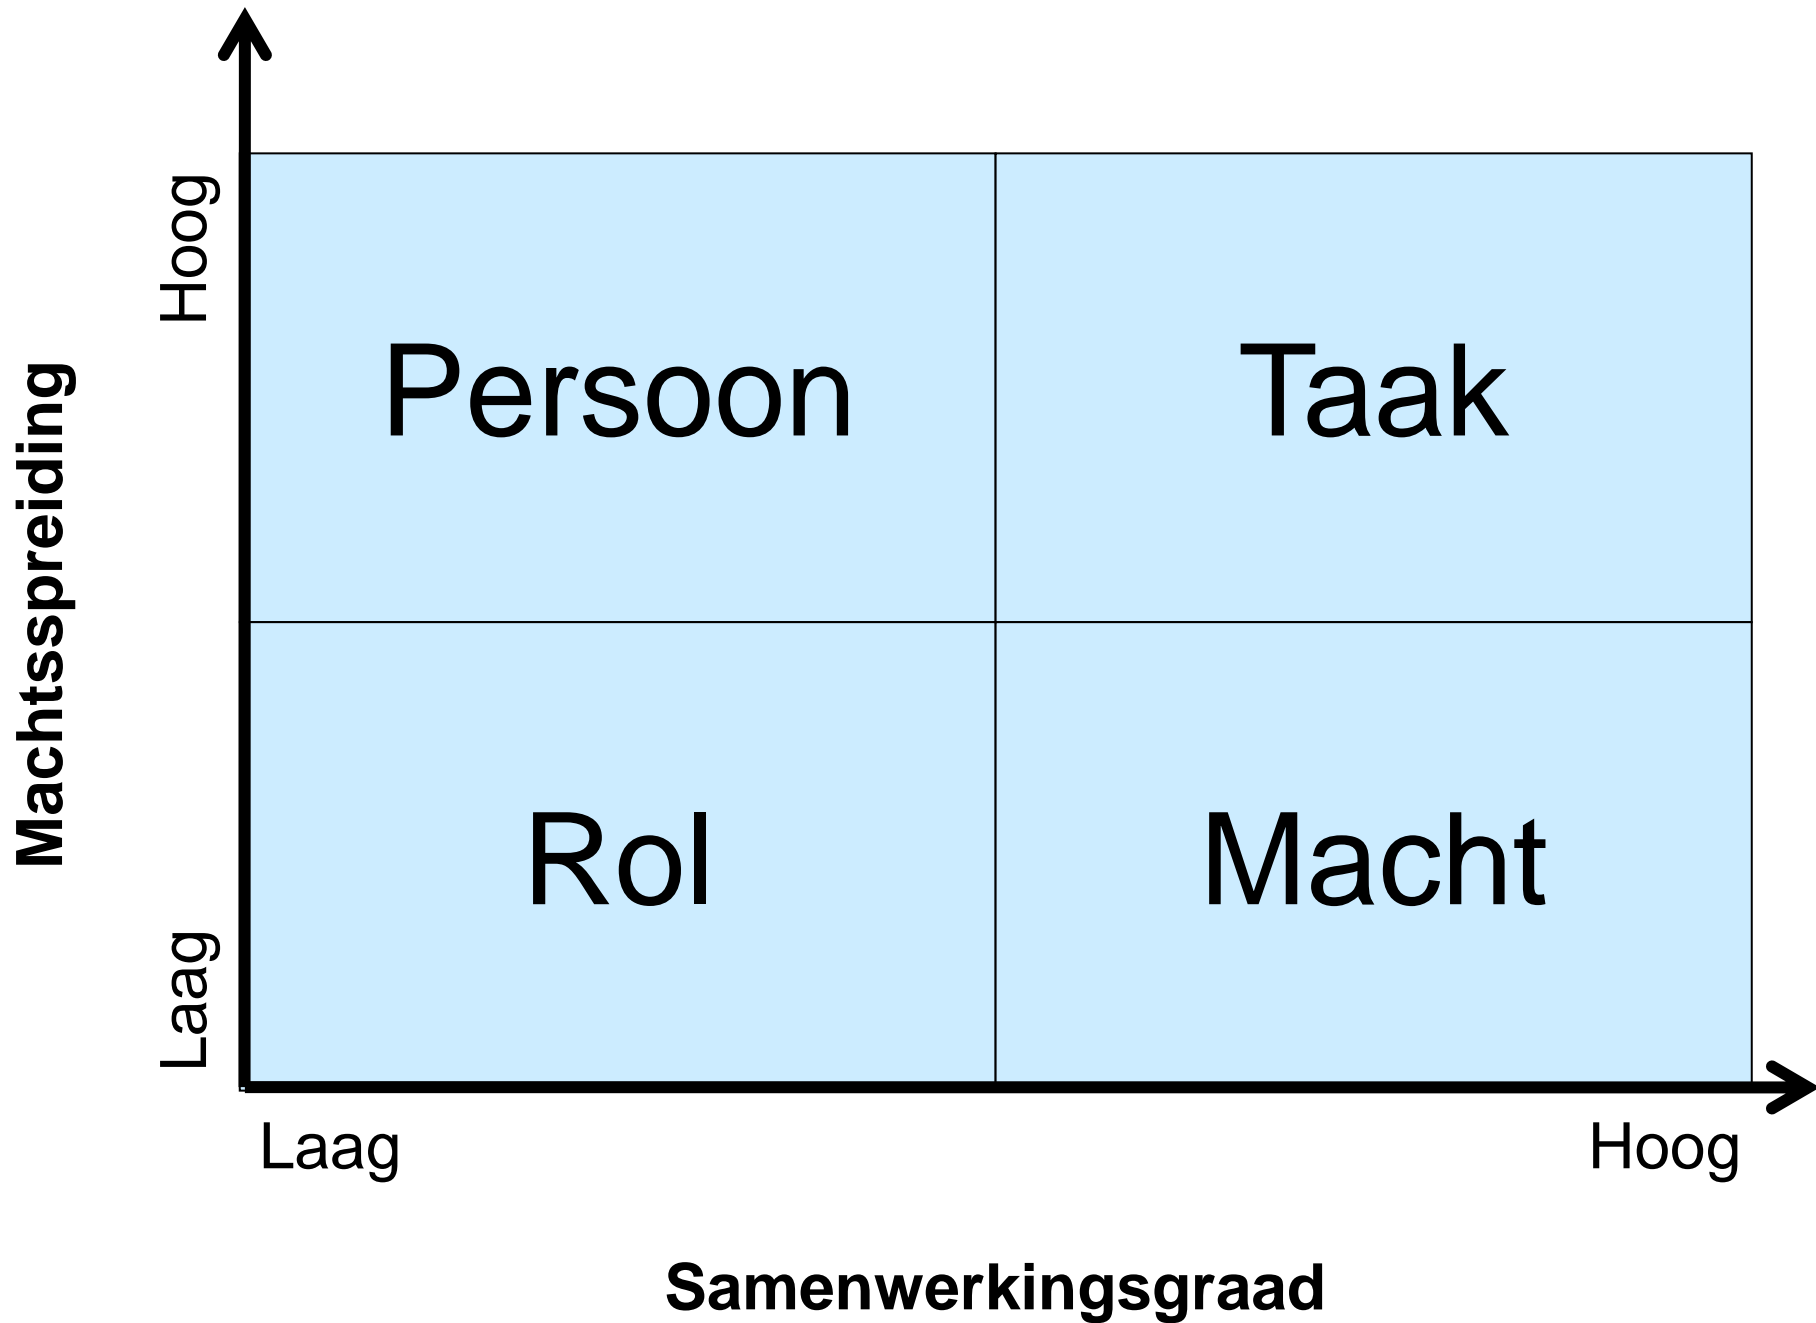 Machtsspreiding
Hoog
Laag
Persoon
Taak
Rol
Macht
Laag
Hoog
Samenwerkingsgraad